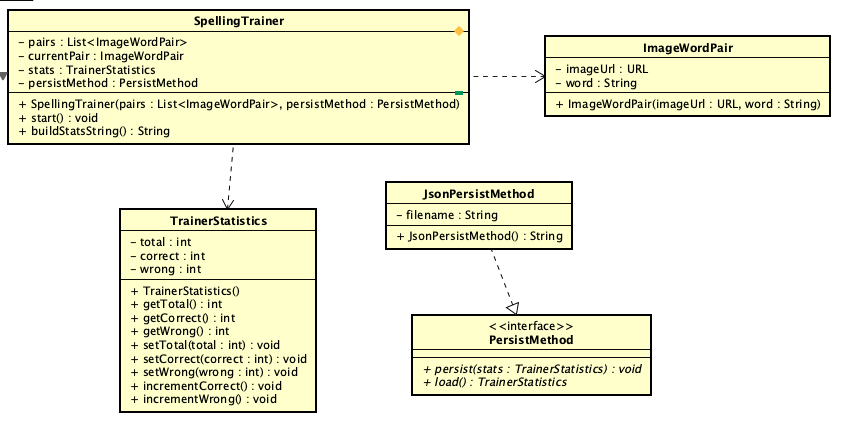 SpellingTrainer
– pairs : List<ImageWordPair>
– currentPair : ImageWordPair
– stats : TrainerStatistics
– persistMethod : PersistMethod
+ SpellingTrainer(pairs : List<ImageWordPair>, persistMethod : PersistMethod)
+ start() : void
+ buildStatsString() : String
ImageWordPair
– imageUrl : URL
– word : String
+ ImageWordPair(imageUrl : URL, word : String)
TrainerStatistics
– total : int
– correct : int
– wrong : int
+ TrainerStatistics()
+ getTotal() : int
+ getCorrect() : int
+ getWrong() : int
+ setTotal(total : int) : void
+ setCorrect(correct : int) : void
+ setWrong(wrong : int) : void
+ incrementCorrect() : void
+ incrementWrong() : void
JsonPersistMethod
– filename : String
+ JsonPersistMethod() : String
<<interface>>
PersistMethod
+ persist(stats : TrainerStatistics) : void
+ load() : TrainerStatistics